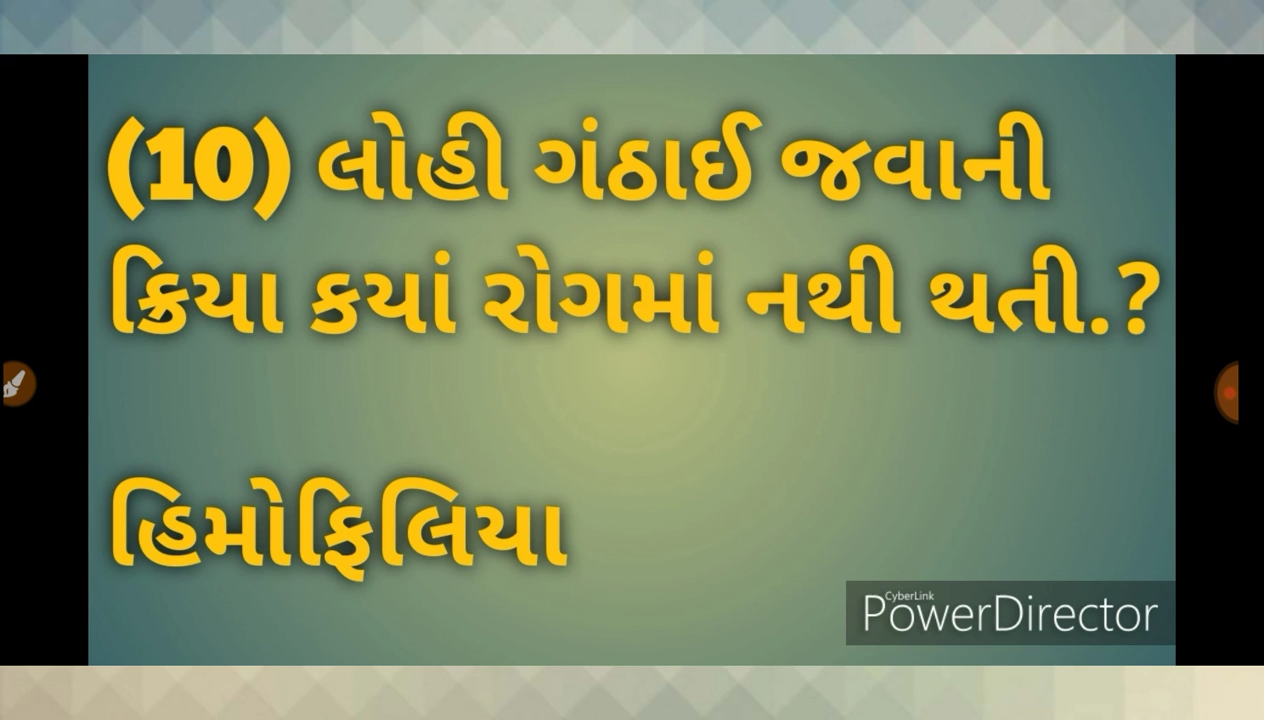 (10) લોહી ગંઠાઈ જવાની
ક્રિયા કયાં રોગમાં નથી થતી.?
હિમોફિલિયા
CyberLink
PowerDirector